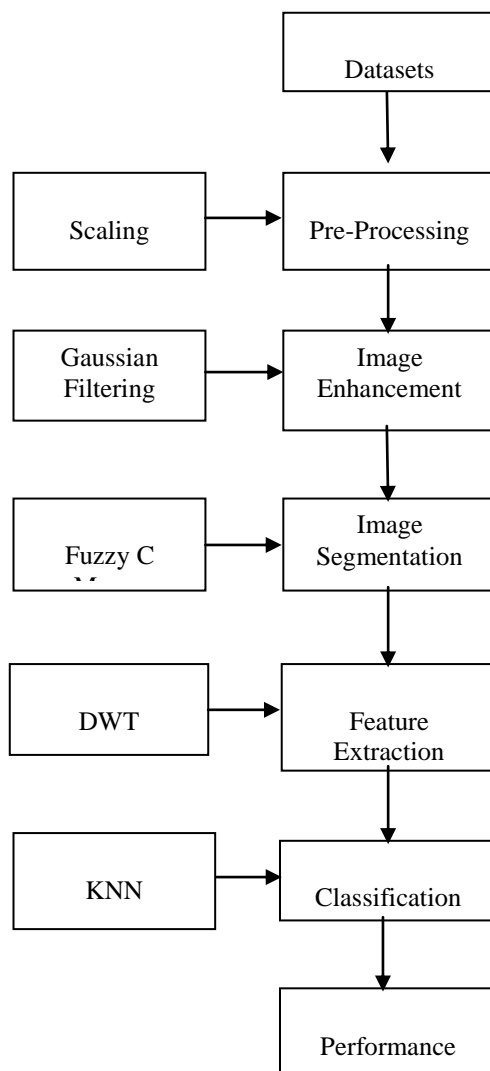 Datasets
Scaling
Pre-Processing
Gaussian
Filtering
Image
Enhancement
Fuzzy C
Image
Segmentation
DWT
Feature
Extraction
KNN
Classification
Performance